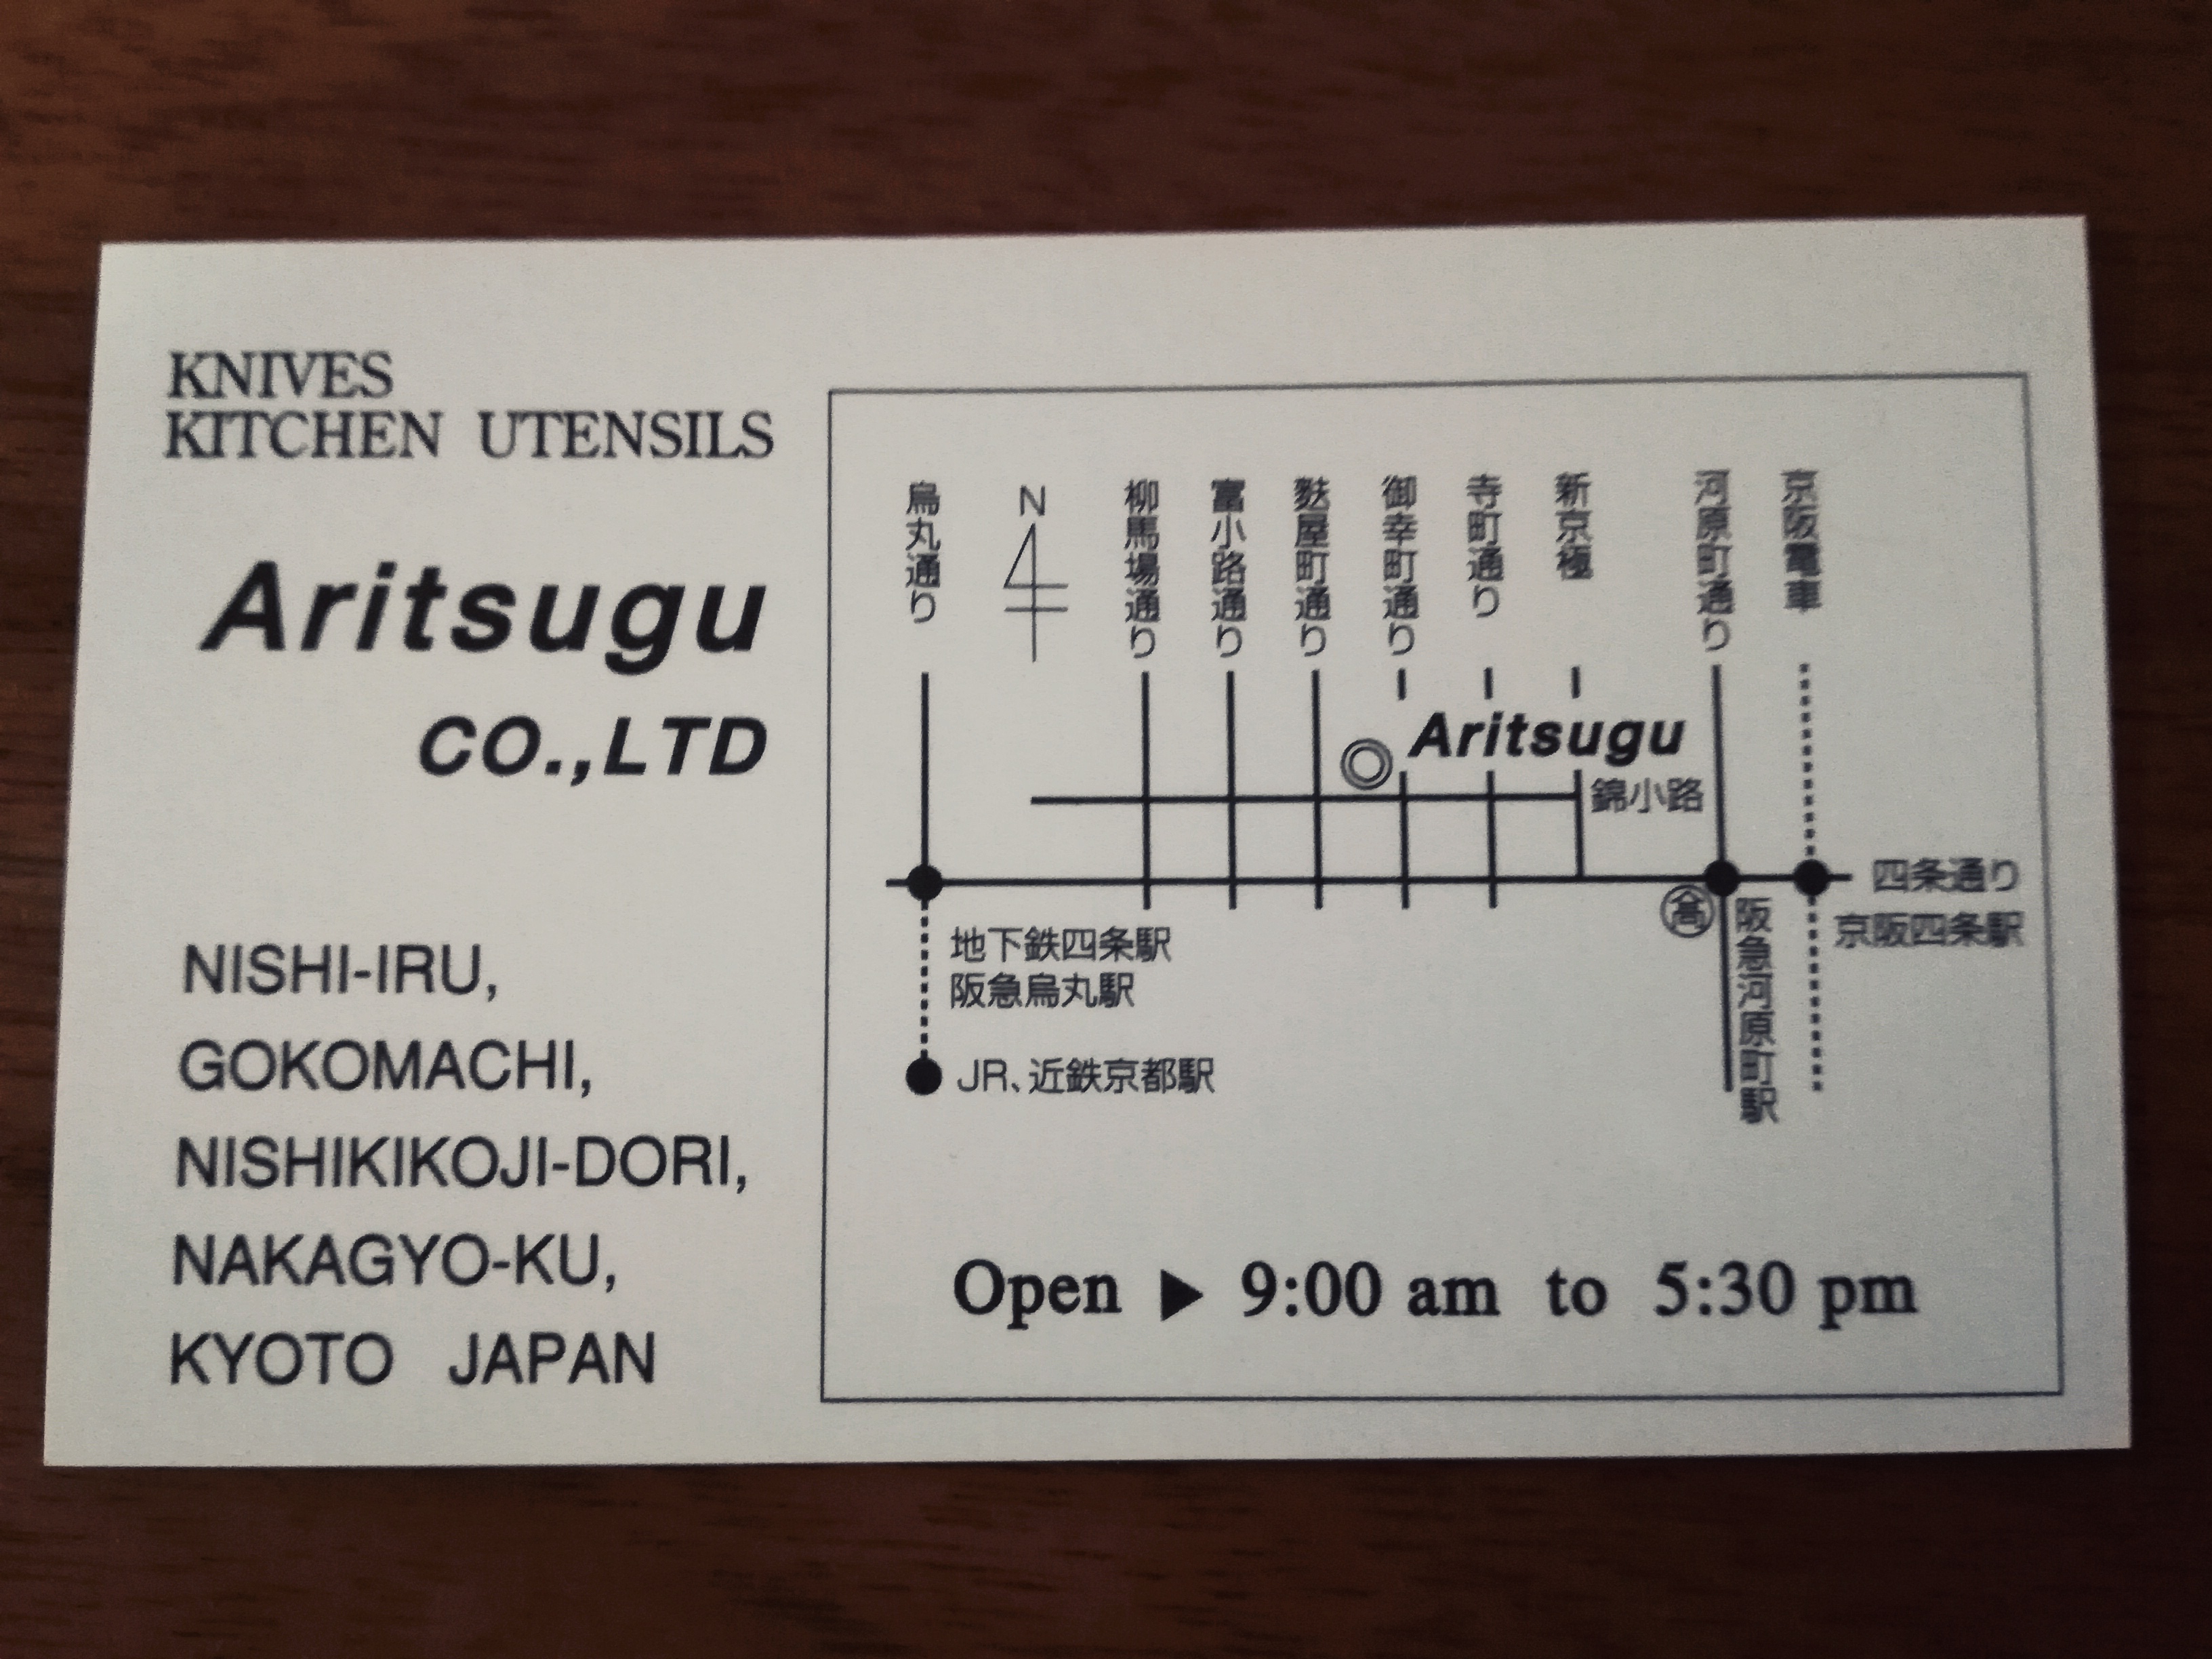 KNIVES
KITCHEN UTENSILS
Aritsugu
CO.,LTD
NISHI-IRU,
GOKOMACHI,
NISHIKIKOJI-DORI,
NAKAGYO-KU,
KYOTO JAPAN
烏丸通り
N
柳馬場通り
富小路通り
麩屋町通り
御幸町通り
寺町通り
新京極
河原町通り
京阪電車
Aritsugu
錦小路
四条通り
京阪四条駅
髙
阪急河原町駅
地下鉄四条駅
阪急烏丸駅
JR、近鉄京都駅
Open ▶ 9:00 am to 5:30 pm